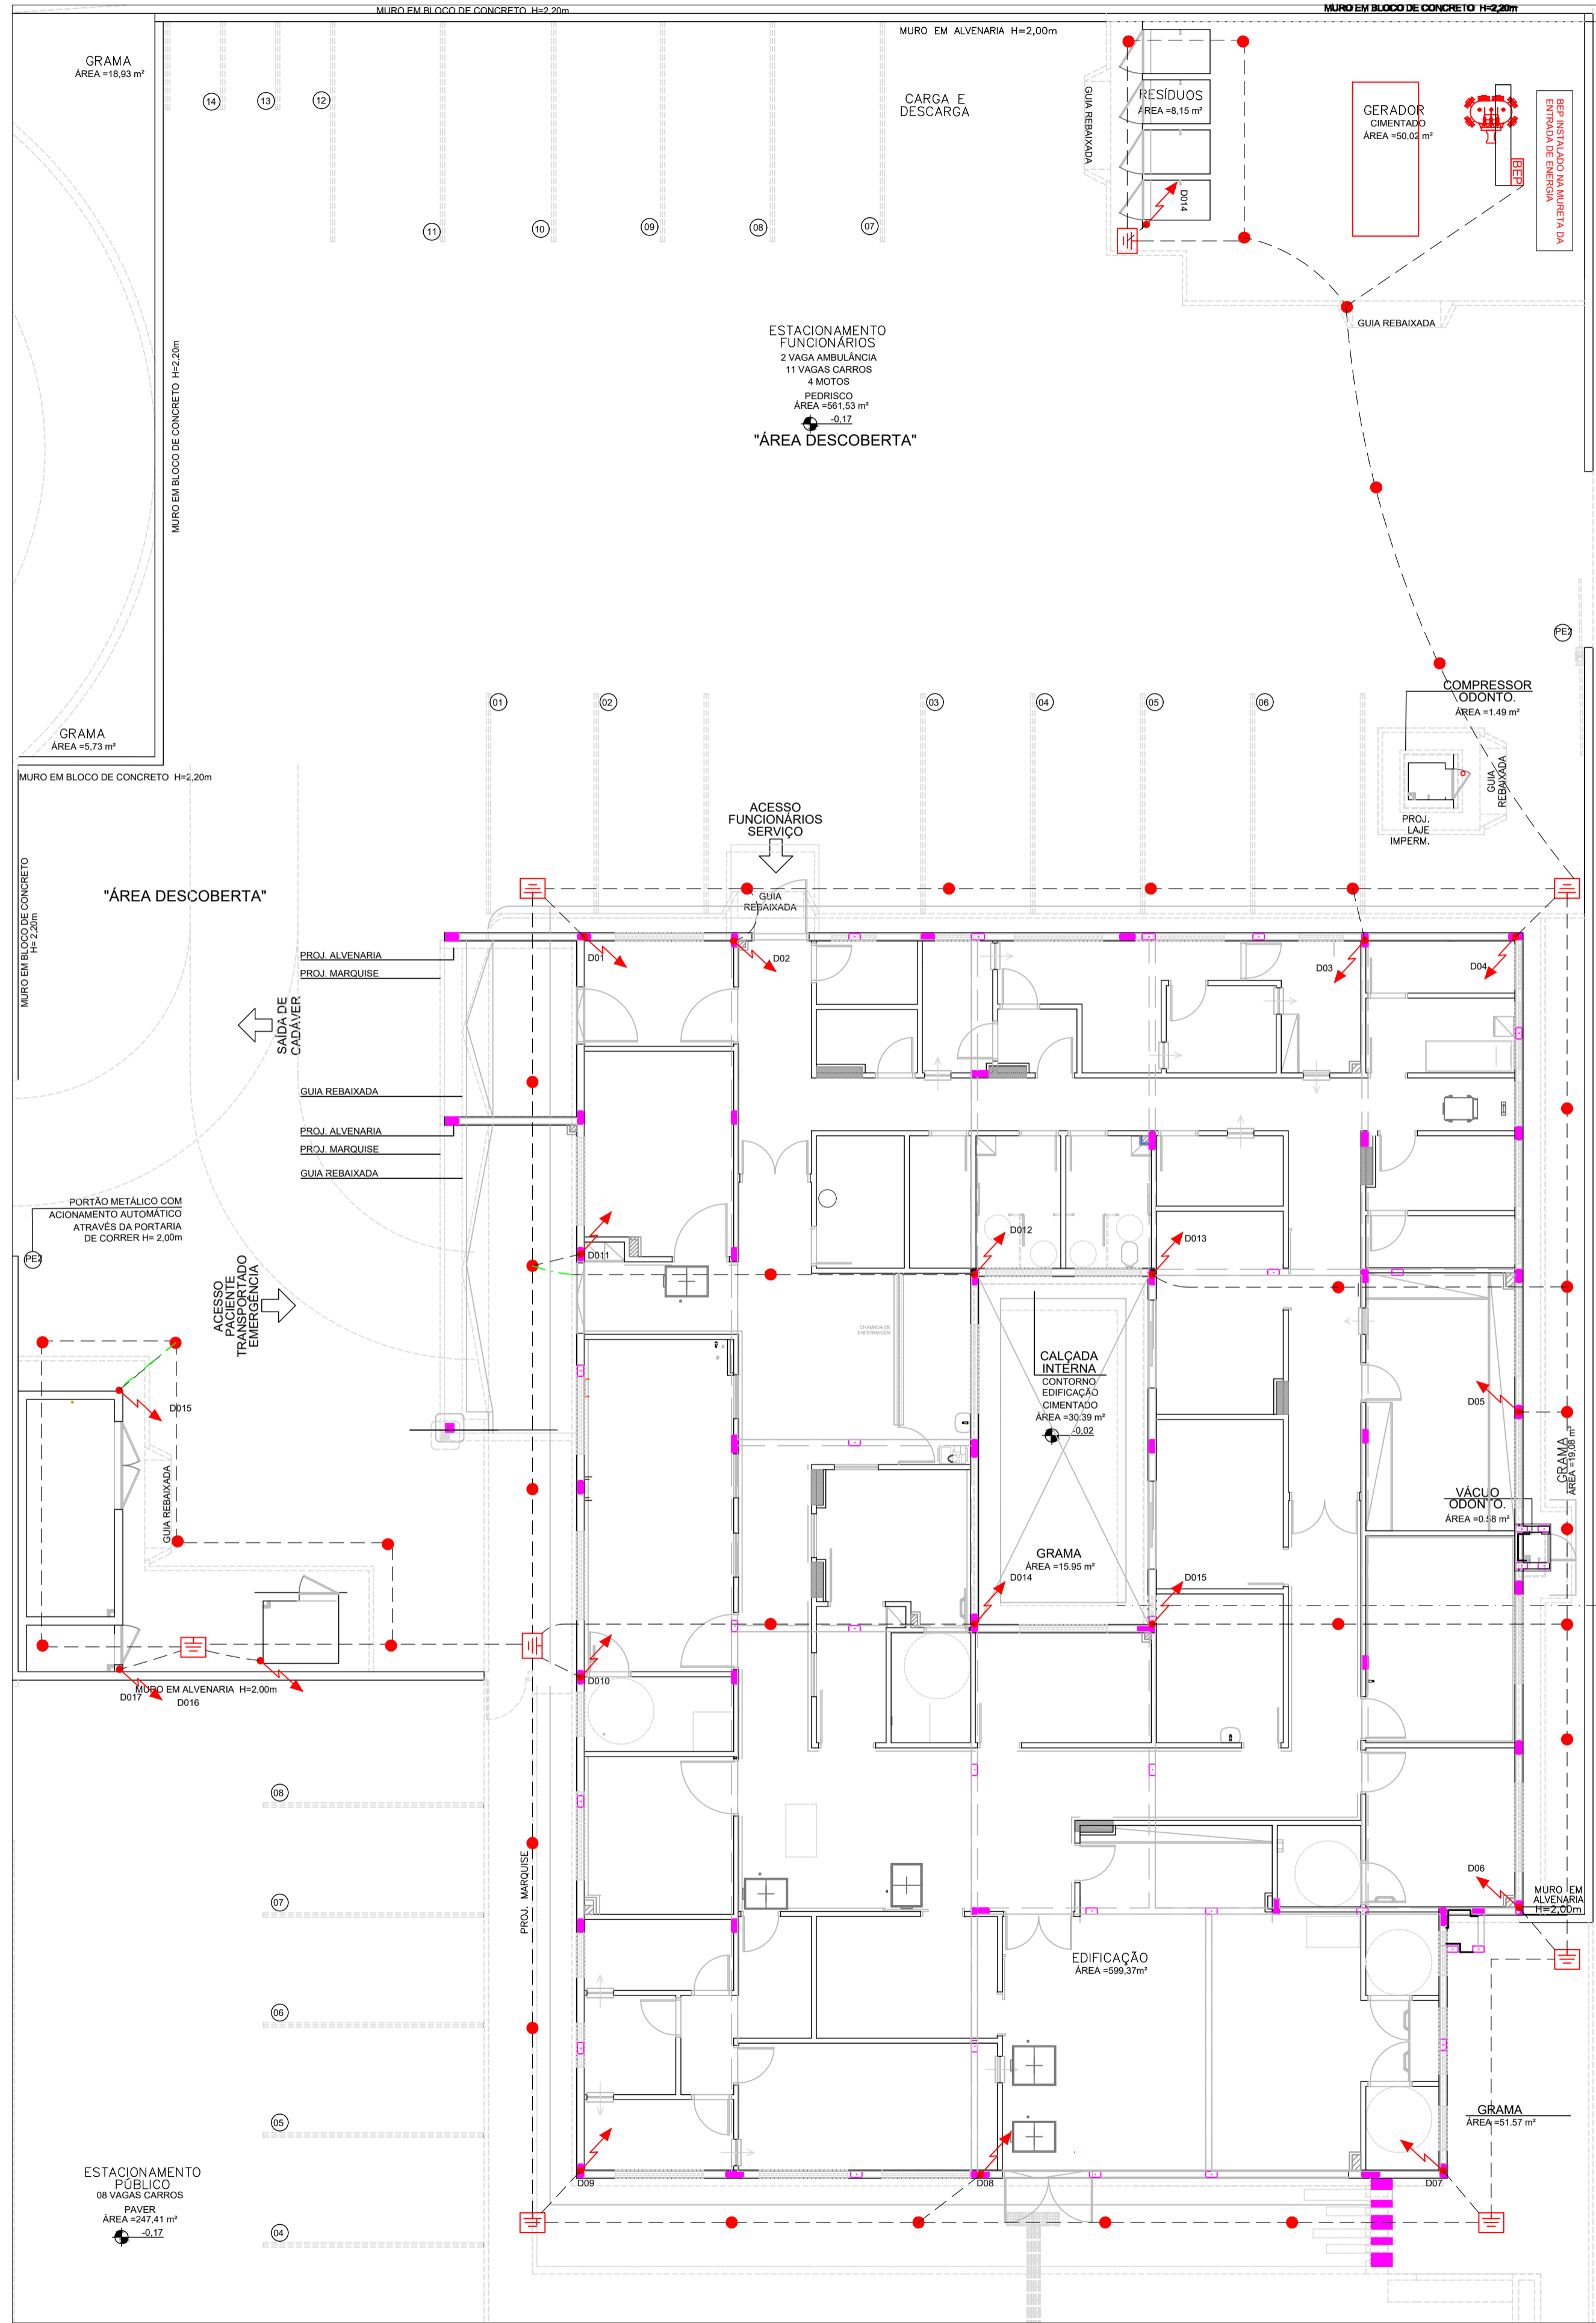 MURO EM BLOCO DE CONCRETO H=2,20m
MURO EM BLOCO DE CONCRETO H=2,20m
MURO EM ALVENARIA H=2,00m
GRAMA
ÁREA =18,93 m²
14
13
12
CARGA E
DESCARGA
GUIA REBAIXADA
RESÍDUOS
ÁREA =8,15 m²
GERADOR
CIMENTADO
ÁREA =50,02 m²
BEP
BEP INSTALADO NA MURETA DA
ENTRADA DE ENERGIA
D014
11
10
09
08
07
GUIA REBAIXADA
ESTACIONAMENTO
FUNCIONÁRIOS
2 VAGA AMBULÂNCIA
11 VAGAS CARROS
4 MOTOS
PEDRISCO
ÁREA =561,53 m²
-0,17
"ÁREA DESCOBERTA"
MURO EM BLOCO DE CONCRETO H=2,20m
PE2
COMPRESSOR
ODONTO.
ÁREA =1.49 m²
01
02
03
04
05
06
GRAMA
ÁREA =5,73 m²
MURO EM BLOCO DE CONCRETO H=2,20m
GUIA
REBAIXADA
PROJ.
LAJE
IMPERM.
ACESSO
FUNCIONÁRIOS
SERVIÇO
MURO EM BLOCO DE CONCRETO
H= 2,20m
"ÁREA DESCOBERTA"
GUIA
REBAIXADA
PROJ. ALVENARIA
PROJ. MARQUISE
D01
D02
D03
D04
SAÍDA DE
CADÁVER
GUIA REBAIXADA
PROJ. ALVENARIA
PROJ. MARQUISE
GUIA REBAIXADA
PORTÃO METÁLICO COM
ACIONAMENTO AUTOMÁTICO
ATRAVÉS DA PORTARIA
DE CORRER H= 2,00m
PE2
ACESSO
PACIENTE
TRANSPORTADO
EMERGÊNCIA
D011
D012
D013
CHAMADA DE
ENFERMAGEM
CALÇADA
INTERNA
CONTORNO
EDIFICAÇÃO
CIMENTADO
ÁREA =30.39 m²
-0,02
D05
GRAMA
ÁREA =19,08 m²
D015
GUIA REBAIXADA
VÁCUO
ODONTO.
ÁREA =0.58 m²
GRAMA
ÁREA =15.95 m²
D014
D015
D010
MURO EM ALVENARIA H=2,00m
D017
D016
08
07
06
05
04
PROJ. MARQUISE
D06
MURO EM
ALVENARIA
H=2,00m
EDIFICAÇÃO
ÁREA =599,37m²
GRAMA
ÁREA =51.57 m²
D09
D08
D07
ESTACIONAMENTO
PÚBLICO
08 VAGAS CARROS
PAVER
ÁREA =247,41 m²
-0,17